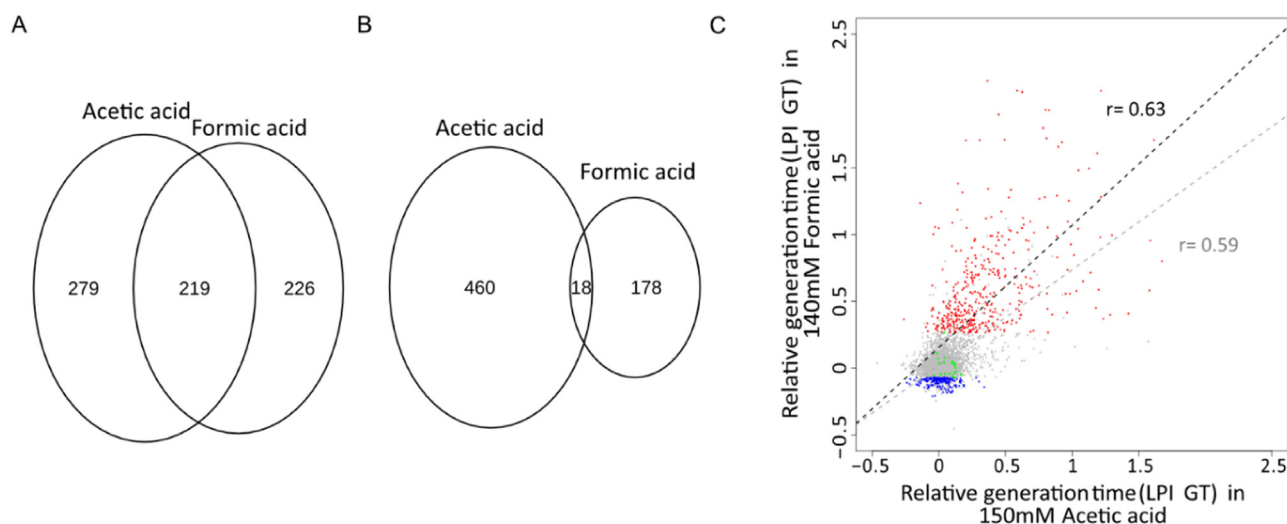 A
Acetic acid
Formic acid
279
219
226
B
Acetic acid
Formic acid
460
18
178
C
Relative generation time (LPI GT) in
140mM Formic acid
2.5
1.5
1
0.5
0
−0.5
r= 0.63
r= 0.59
−0.5
0
0.5
1
1.5
2.5
Relative generation time (LPI GT) in
150mM Acetic acid